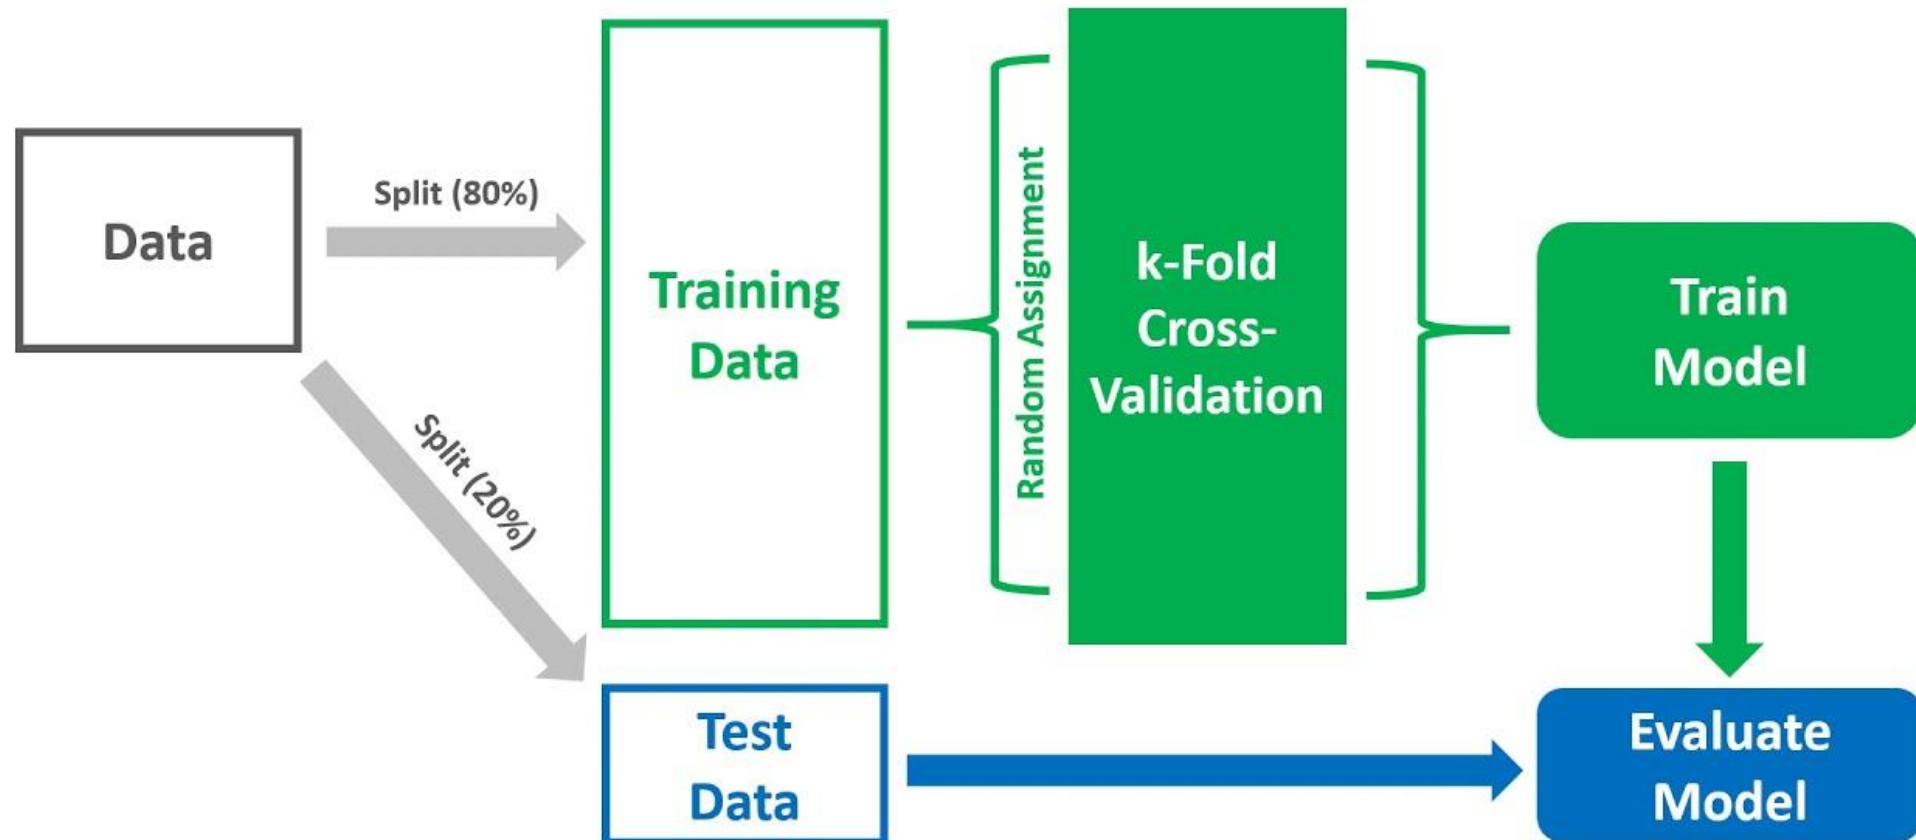 Data
Split (80%)
Split (20%)
Training
Data
Random Assignment
k-Fold
Cross-
Validation
Train
Model
Test
Data
Evaluate
Model